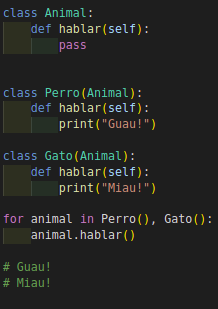 class Animal:
    def hablar(self):
        pass
class Perro(Animal):
    def hablar(self):
        print("Guau!")
class Gato(Animal):
    def hablar(self):
        print("Miau!")
for animal in Perro(), Gato():
    animal.hablar()
# Guau!
# Miau!